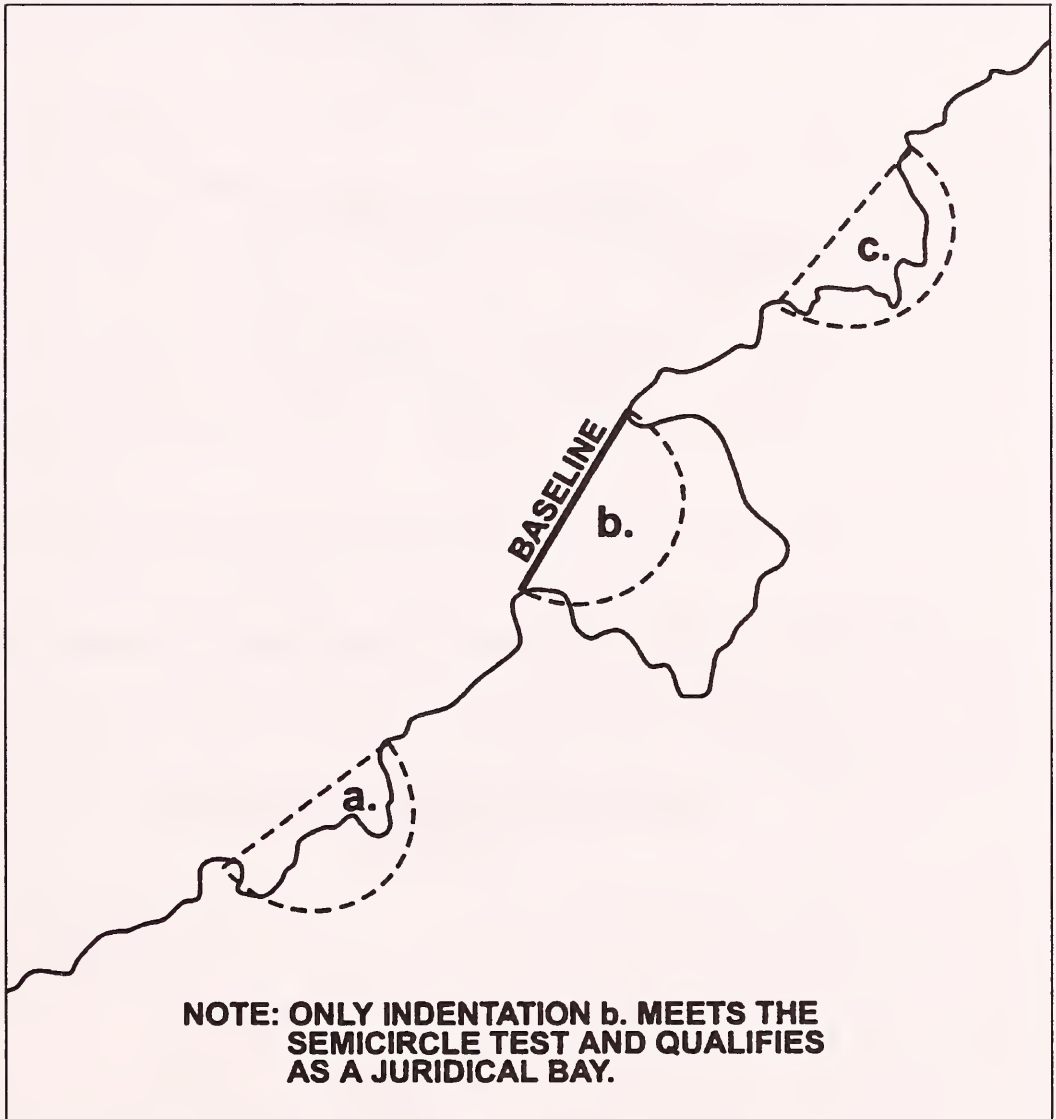 c.
BASELINE
b.
a.
NOTE: ONLY INDENTATION b. MEETS THE
SEMICIRCLE TEST AND QUALIFIES
AS A JURIDICAL BAY.